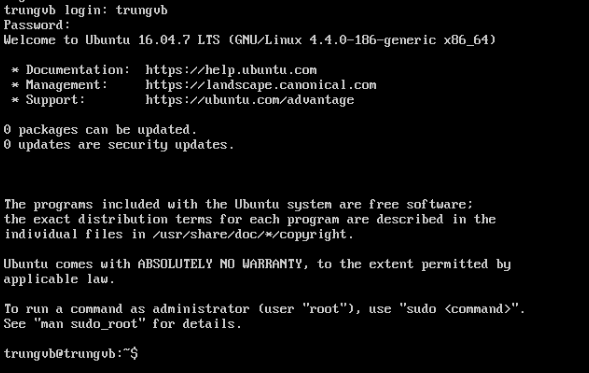 trungvb login: trungvb
Password:
Welcome to Ubuntu 16.04.7 LTS (GNU/Linux 4.4.0-186-generic x86_64)
* Documentation:  https://help.ubuntu.com
* Management:     https://landscape.canonical.com
* Support:        https://ubuntu.com/advantage
0 packages can be updated.
0 updates are security updates.
The programs included with the Ubuntu system are free software;
the exact distribution terms for each program are described in the
individual files in /usr/share/doc/*/copyright.
Ubuntu comes with ABSOLUTELY NO WARRANTY, to the extent permitted by
applicable law.
To run a command as administrator (user "root"), use "sudo <command>".
See "man sudo_root" for details.
trungvb@trungvb:~$